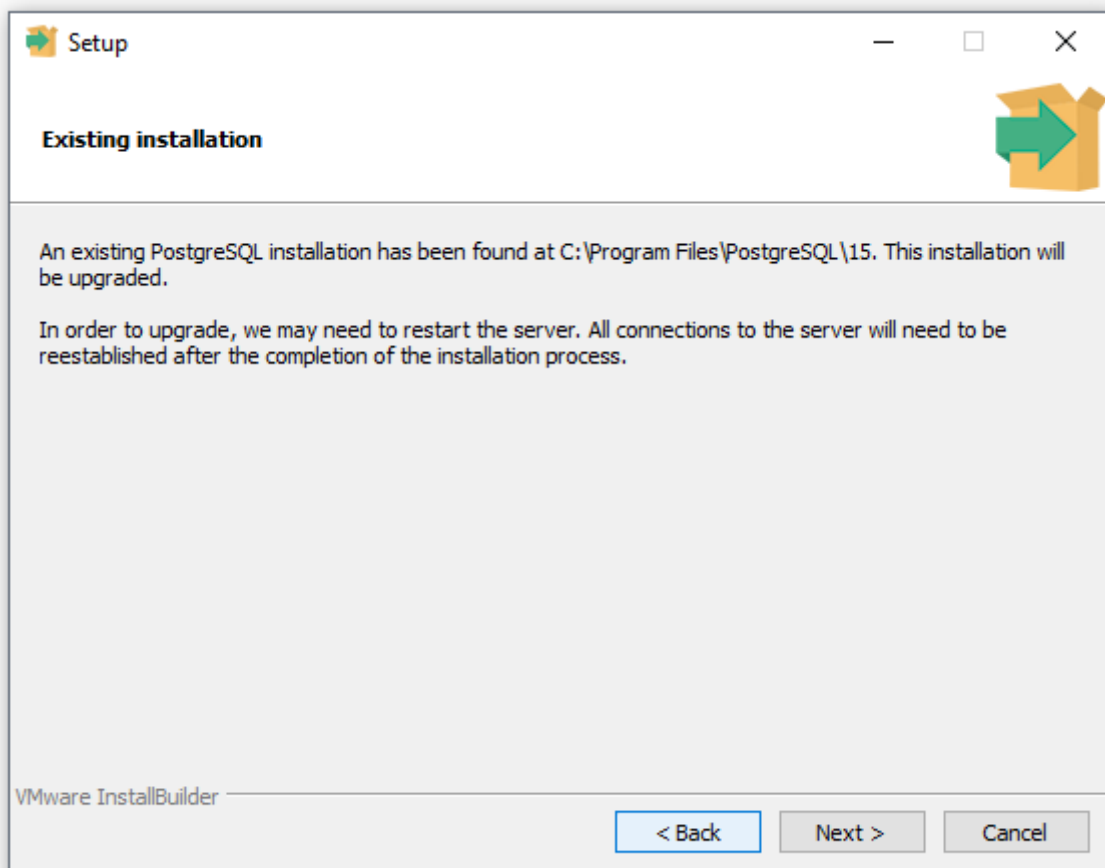 Setup
Existing installation
An existing PostgreSQL installation has been found at C:\Program Files\PostgreSQL\15. This installation will
be upgraded.
In order to upgrade, we may need to restart the server. All connections to the server will need to be
reestablished after the completion of the installation process.
VMware InstallBuilder
< Back
Next >
Cancel